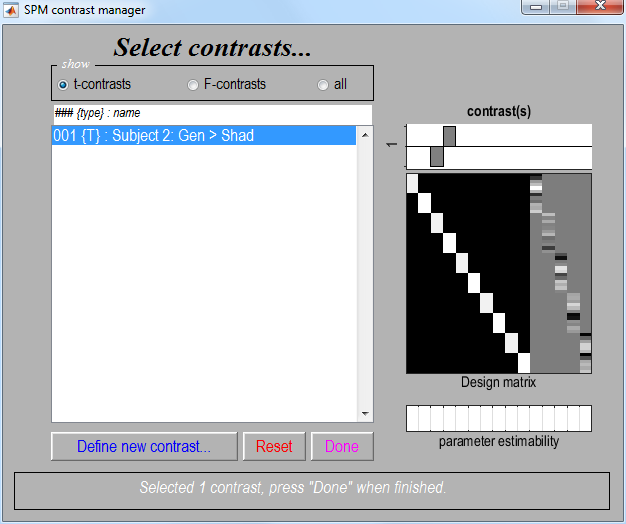 SPM contrast manager
Select contrasts...
show
t-contrasts
F-contrasts
all
### {type} : name
001 {T} : Subject 2: Gen > Shad
contrast(s)
1
Design matrix
parameter estimability
Define new contrast...
Reset
Done
Selected 1 contrast, press "Done" when finished.